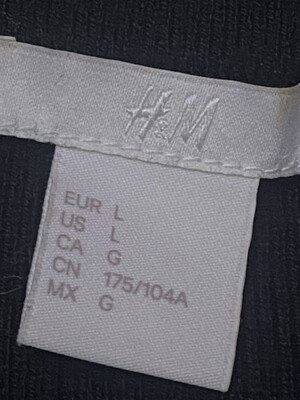 H&M
EUR L
US L
CA G
CN 175/104A
MX G